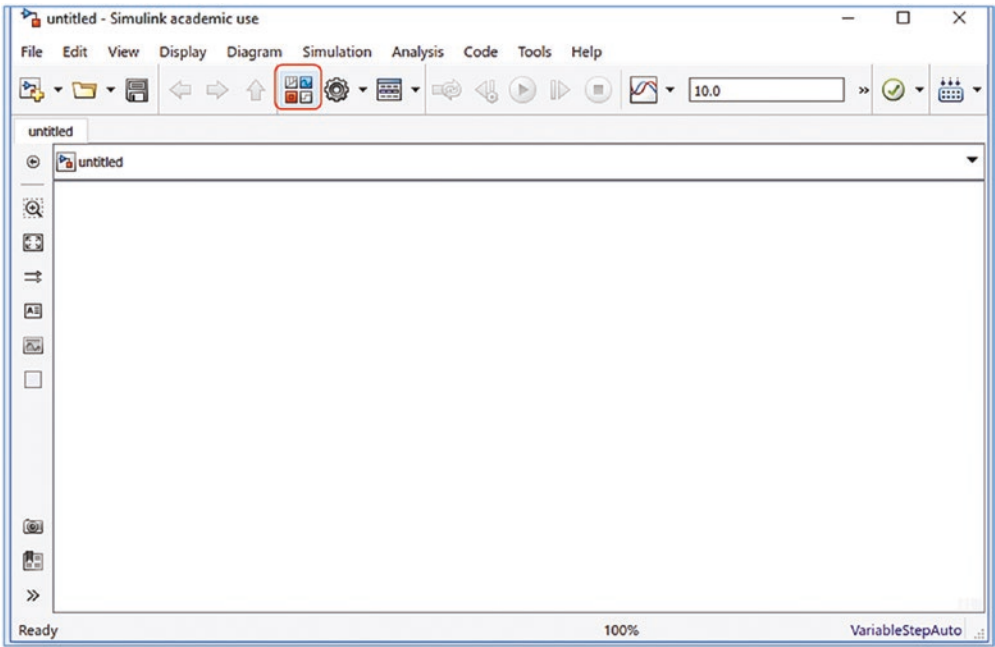 untitled - Simulink academic use
File Edit View Display Diagram Simulation Analysis Code Tools Help
10.0
untitled
untitled
Ready 100% VariableStepAuto